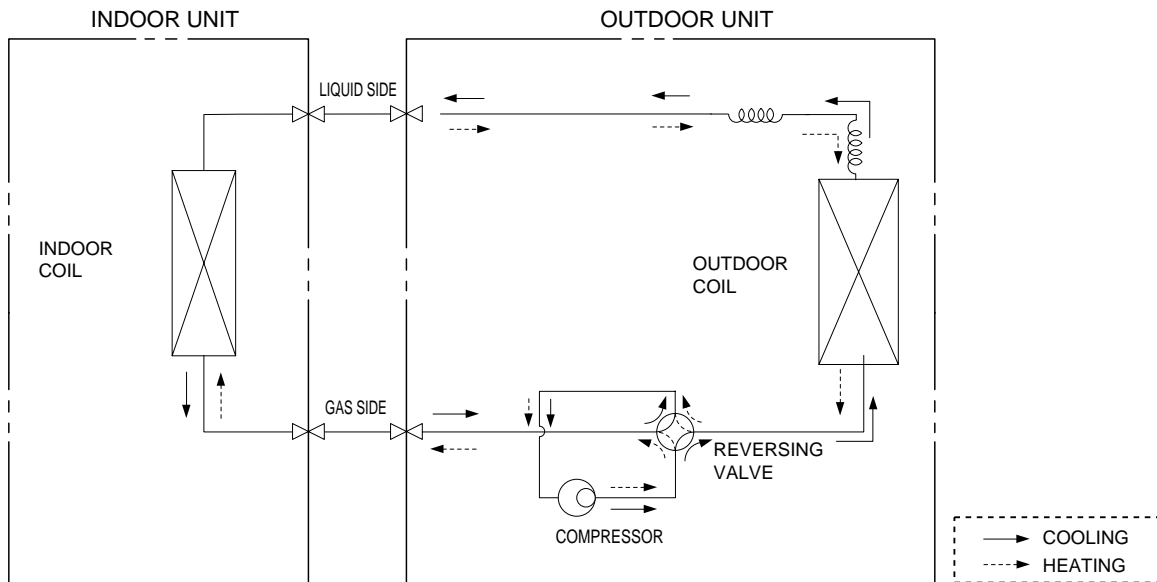 INDOOR UNIT
OUTDOOR UNIT
LIQUID SIDE
INDOOR
COIL
OUTDOOR
COIL
GAS SIDE
REVERSING
VALVE
COMPRESSOR
COOLING
HEATING